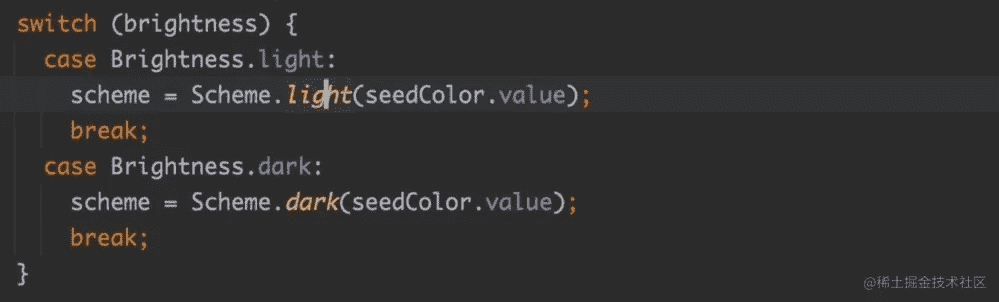 switch (brightness) {
  case Brightness.light:
    scheme = Scheme.light(seedColor.value);
    break;
  case Brightness.dark:
    scheme = Scheme.dark(seedColor.value);
    break;
}
@稀土掘金技术社区